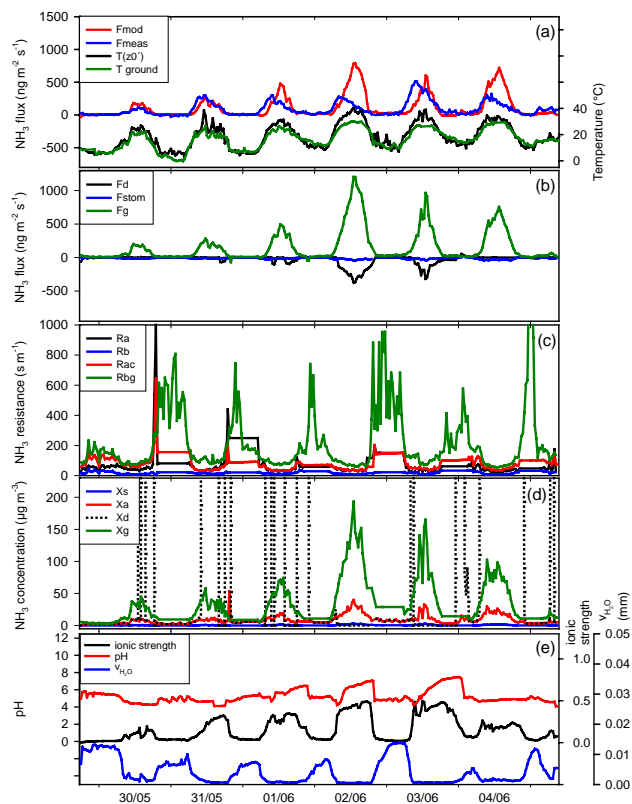 (a)
Fmod
Fmeas
T(z0´)
T ground
1500
1000
500
0
-500
NH3 flux (ng m-2 s-1)
40
20
0
Temperature (°C)
(b)
Fd
Fstom
Fg
1000
500
0
-500
NH3 flux (ng m-2 s-1)
(c)
Ra
Rb
Rac
Rbg
1000
800
600
400
200
0
NH3 resistance (s m-1)
(d)
Xs
Xa
Xd
Xg
200
150
100
50
0
NH3 concentration (µg m-3)
(e)
ionic strength
pH
vH2O
12
10
8
6
4
2
0
pH
1.0
0.5
0.0
ionic
strength
0.05
0.04
0.03
0.02
0.01
0.00
vH2O
(mm)
30/05 31/05 01/06 02/06 03/06 04/06